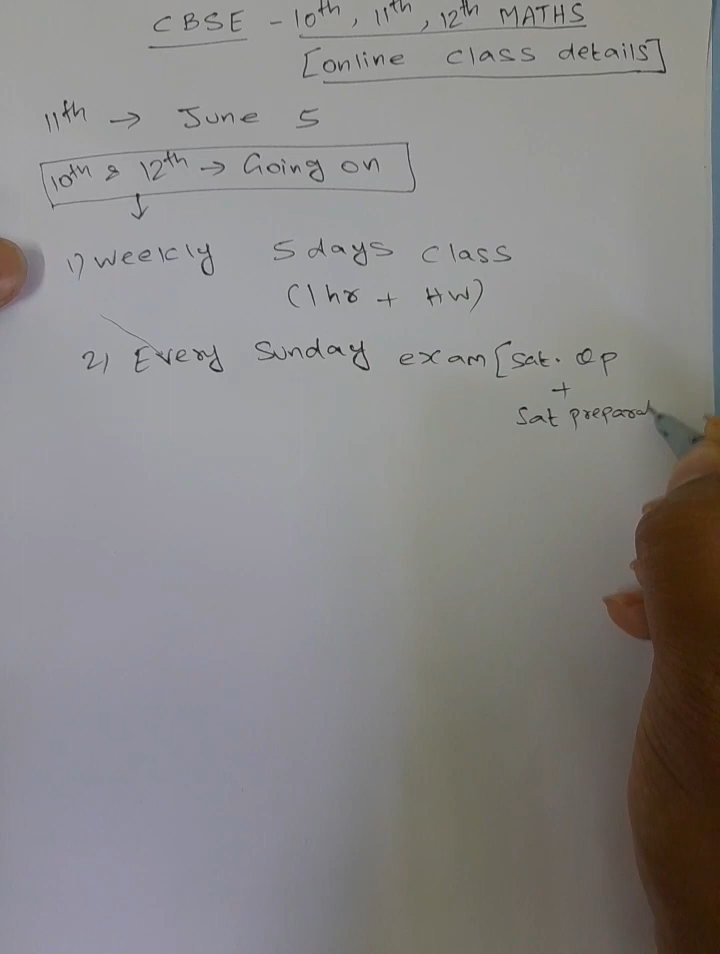 CBSE - 10th, 11th, 12th MATHS
[online class details]
11th → June 5
10th & 12th → Going on
↓
1) weekly 5 days class
(1 hr + HW)
2) Every Sunday exam [Sat. QP
+
Sat preparat